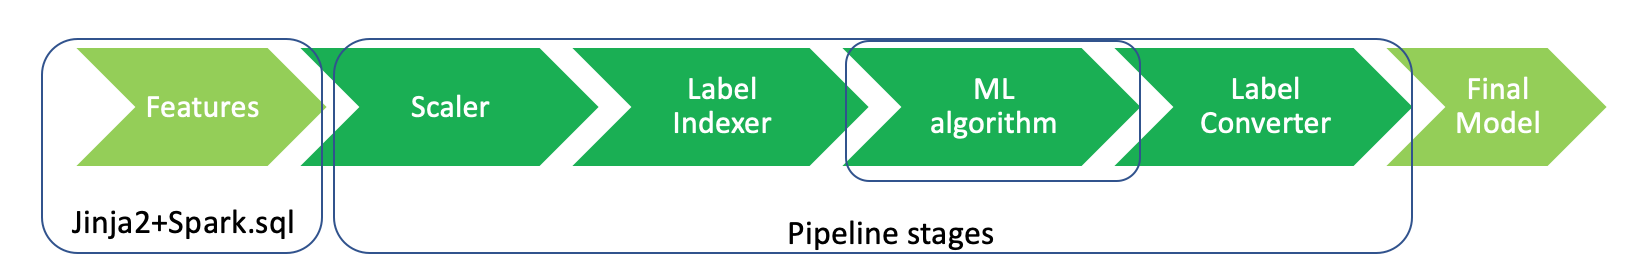 Features
Scaler
Label
Indexer
ML
algorithm
Label
Converter
Final
Model
Jinja2+Spark.sql
Pipeline stages